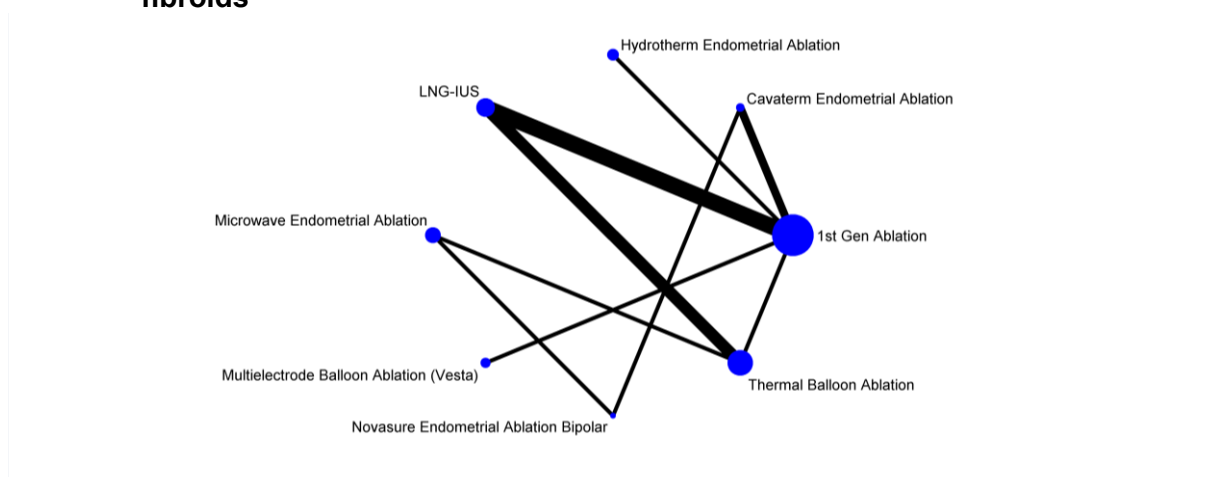 fibroids
Hydrotherm Endometrial Ablation
LNG-IUS
Cavaterm Endometrial Ablation
Microwave Endometrial Ablation
1st Gen Ablation
Multielectrode Balloon Ablation (Vesta)
Thermal Balloon Ablation
Novasure Endometrial Ablation Bipolar